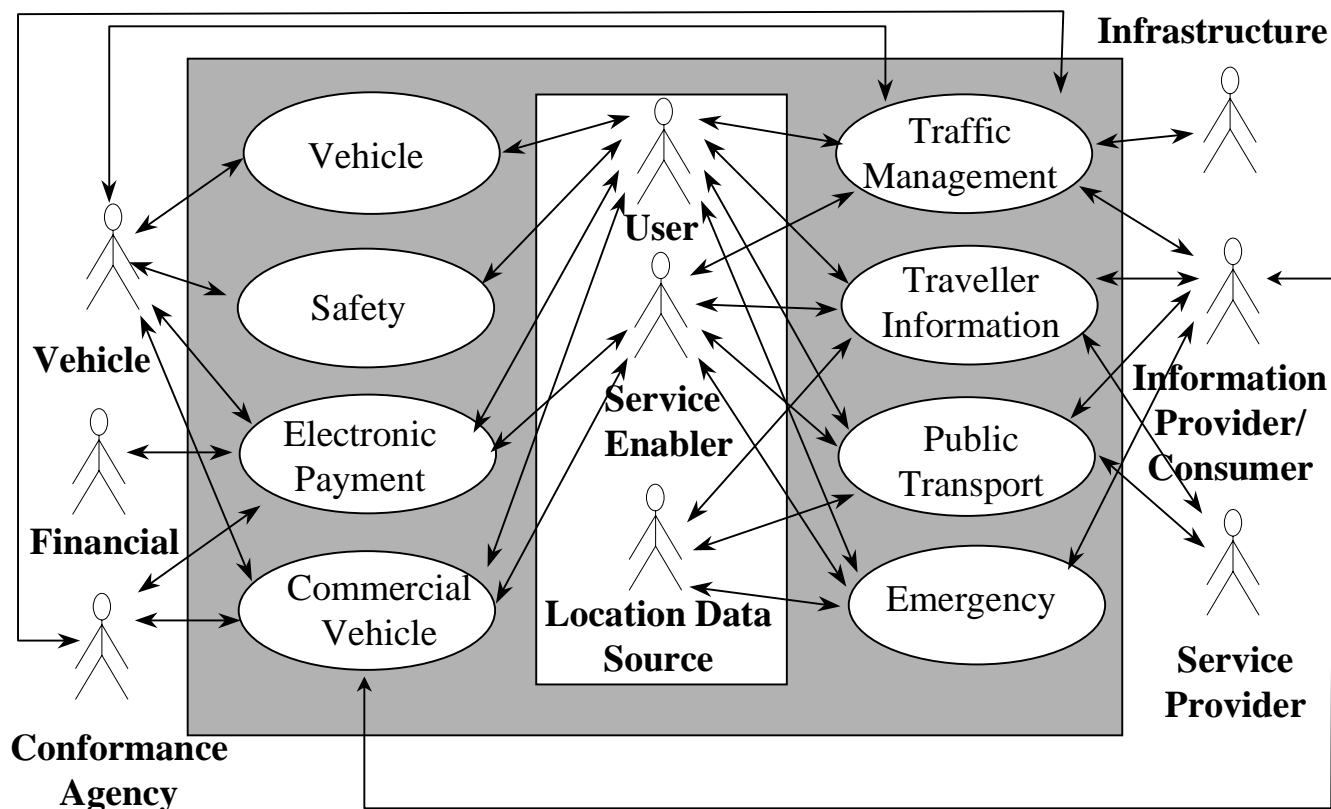 Infrastructure
Vehicle
Traffic
Management
User
Safety
Traveller
Information
Vehicle
Service
Enabler
Information
Provider/
Consumer
Electronic
Payment
Public
Transport
Financial
Commercial
Vehicle
Emergency
Location Data
Source
Service
Provider
Conformance
Agency